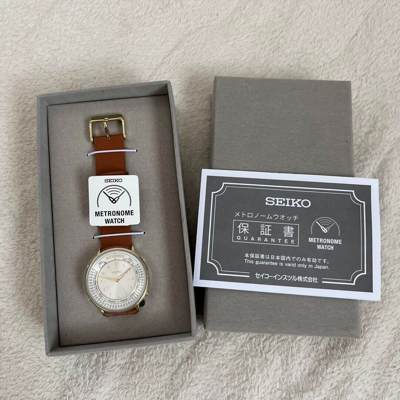 SEIKO
METRONOME
WATCH
SEIKO
メトロノームウオッチ
保証書
GUARANTEE
METRONOME
WATCH
本保証書は日本国内でのみ有効です。
This guarantee is valid only in Japan.
セイコーインスツル株式会社